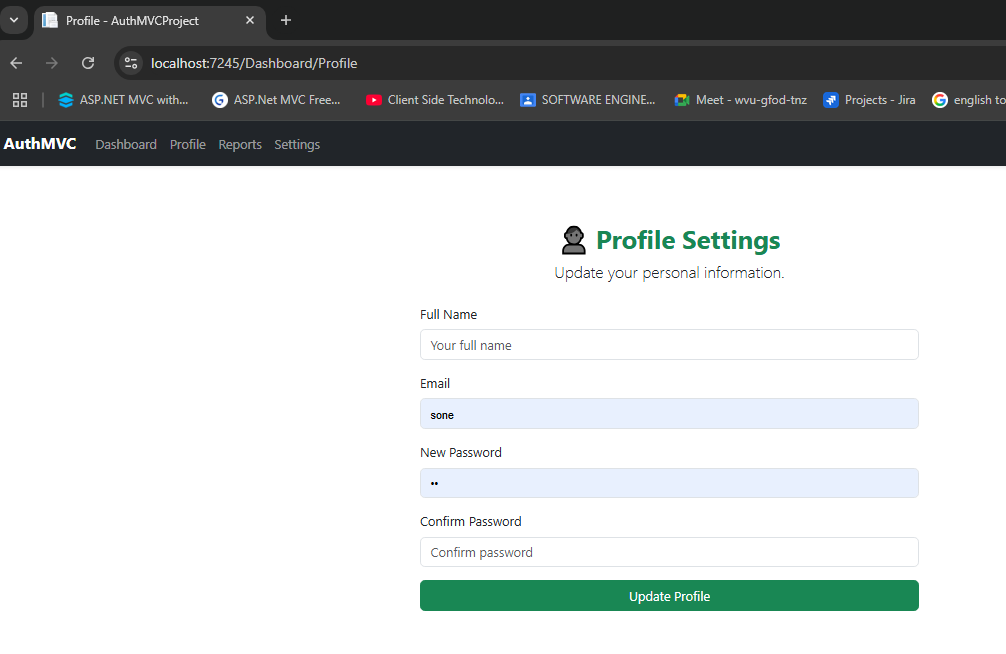 Profile - AuthMVCProject
localhost:7245/Dashboard/Profile
ASP.NET MVC with... ASP.Net MVC Free... Client Side Technolo... SOFTWARE ENGINE... Meet - wvu-gfod-tnz Projects - Jira english to
AuthMVC Dashboard Profile Reports Settings
Profile Settings
Update your personal information.
Full Name
Your full name
Email
sone
New Password
••
Confirm Password
Confirm password
Update Profile